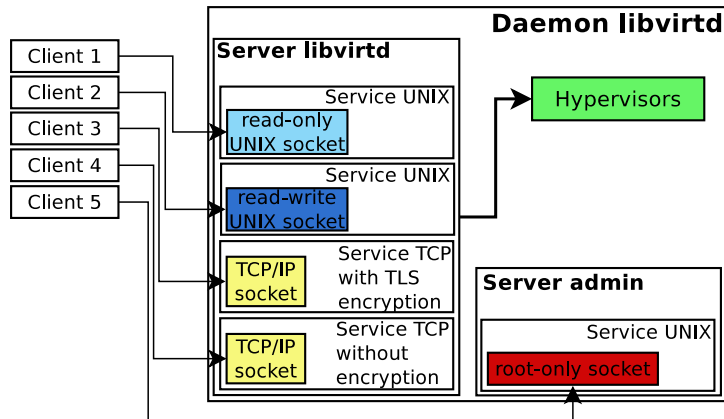 Daemon libvirtd
Client 1
Client 2
Client 3
Client 4
Client 5
Server libvirtd
Service UNIX
read-only
UNIX socket
Service UNIX
read-write
UNIX socket
Service TCP
with TLS
encryption
TCP/IP
socket
Service TCP
without
encryption
TCP/IP
socket
Hypervisors
Server admin
Service UNIX
root-only socket